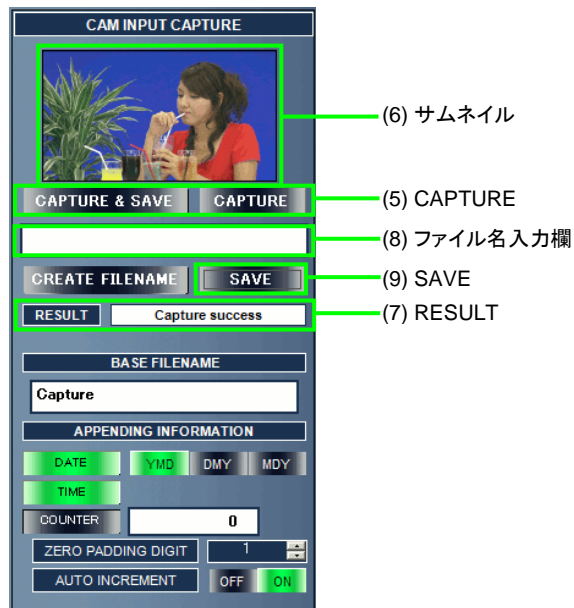 CAM INPUT CAPTURE
(6) サムネイル
CAPTURE & SAVE CAPTURE
(5) CAPTURE
(8) ファイル名入力欄
CREATE FILENAME SAVE
(9) SAVE
RESULT Capture success
(7) RESULT
BASE FILENAME
Capture
APPENDING INFORMATION
DATE YMD DMY MDY
TIME
COUNTER 0
ZERO PADDING DIGIT 1
AUTO INCREMENT OFF ON